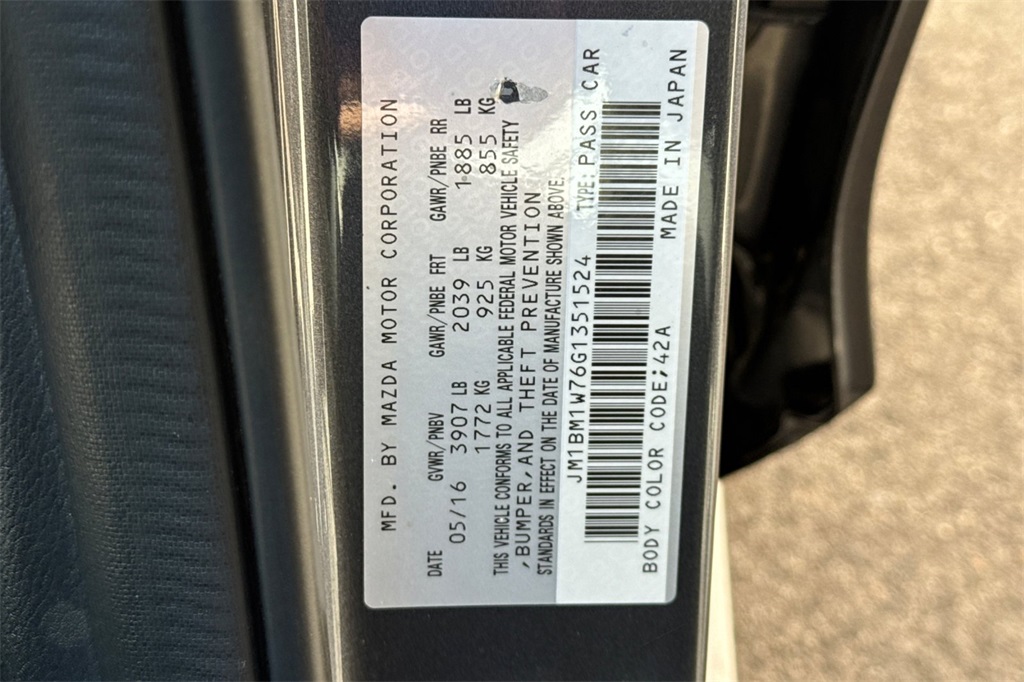 MFD. BY MAZDA MOTOR CORPORATION
DATE GVWR/PNBV GAWR/PNBE FRT GAWR/PNBE RR
05/16 3907 LB 2039 LB 1885 LB
1772 KG 925 KG 855 KG
THIS VEHICLE CONFORMS TO ALL APPLICABLE FEDERAL MOTOR VEHICLE SAFETY
,BUMPER,AND THEFT PREVENTION
STANDARDS IN EFFECT ON THE DATE OF MANUFACTURE SHOWN ABOVE.
JM1BM1W76G1351524 TYPE:PASS CAR
BODY COLOR CODE;42A MADE IN JAPAN